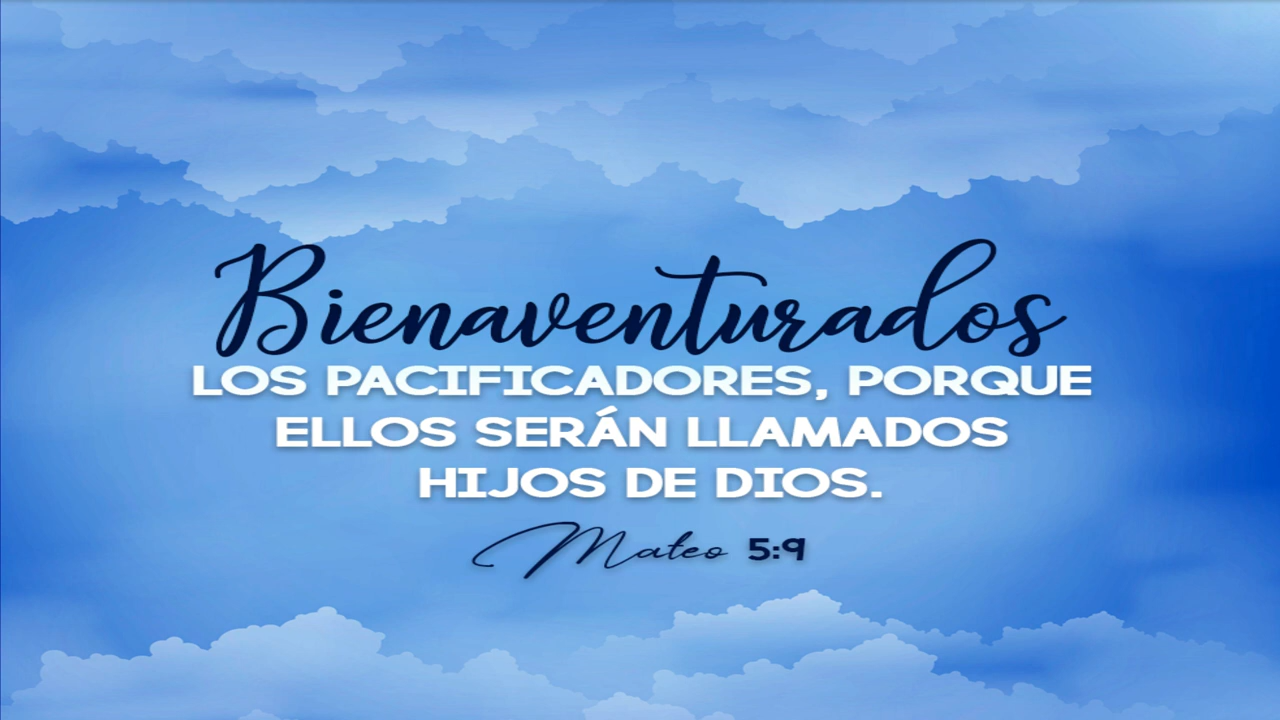 Bienaventurados
LOS PACIFICADORES, PORQUE
ELLOS SERÁN LLAMADOS
HIJOS DE DIOS.
Mateo 5:9